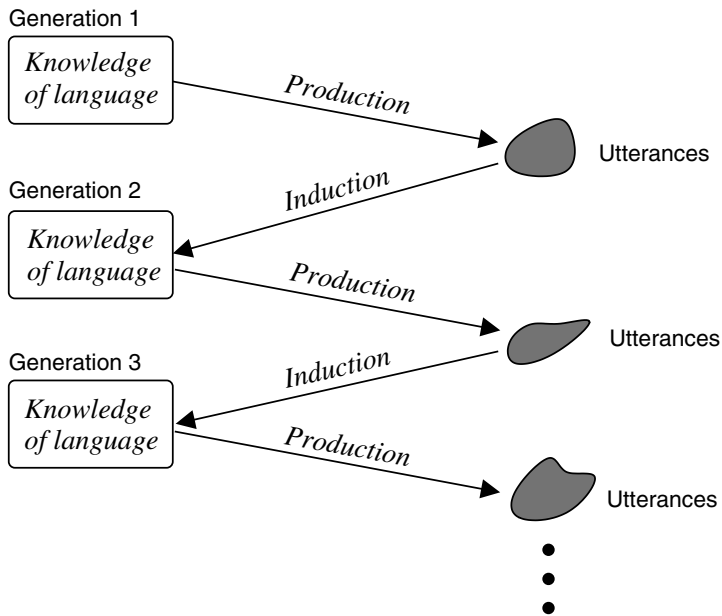 Generation 1
Knowledge
of language
Production
Utterances
Induction
Generation 2
Knowledge
of language
Production
Utterances
Induction
Generation 3
Knowledge
of language
Production
Utterances